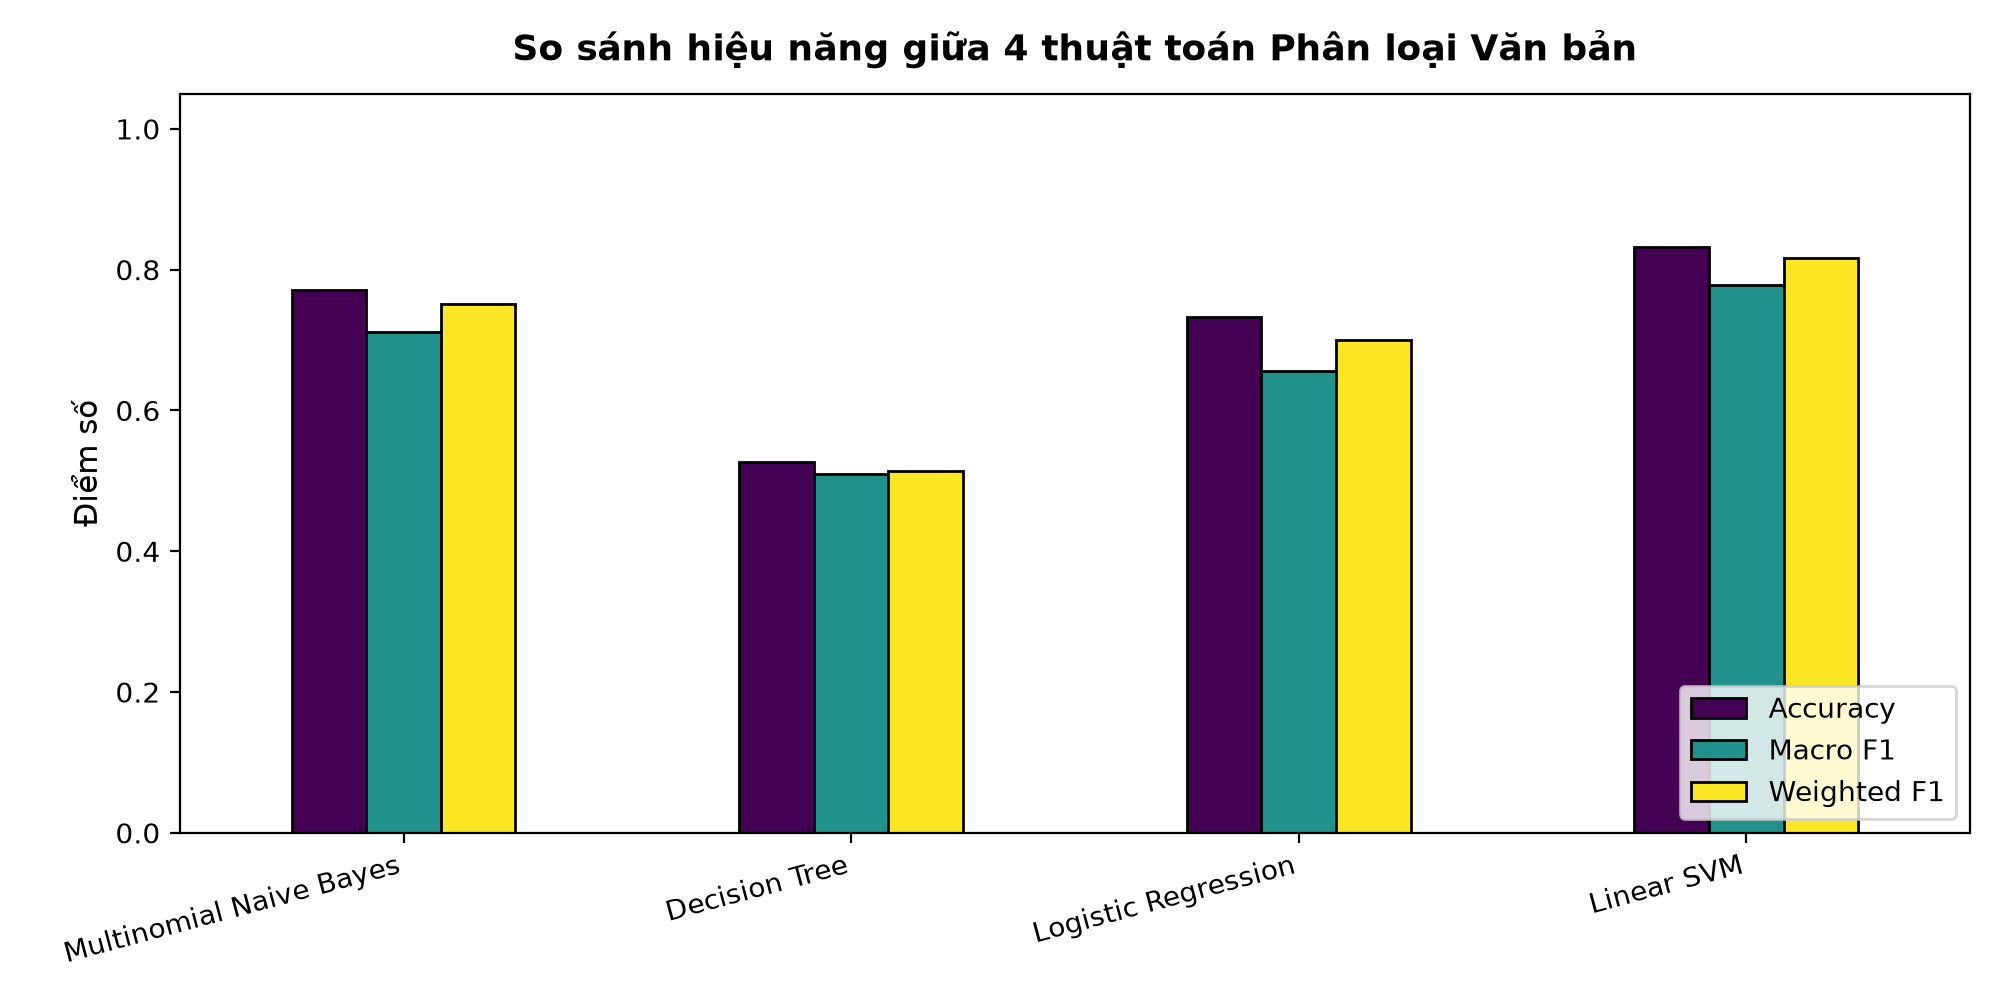 So sánh hiệu năng giữa 4 thuật toán Phân loại Văn bản
Điểm số
1.0
0.8
0.6
0.4
0.2
0.0
Multinomial Naive Bayes
Decision Tree
Logistic Regression
Linear SVM
Accuracy
Macro F1
Weighted F1